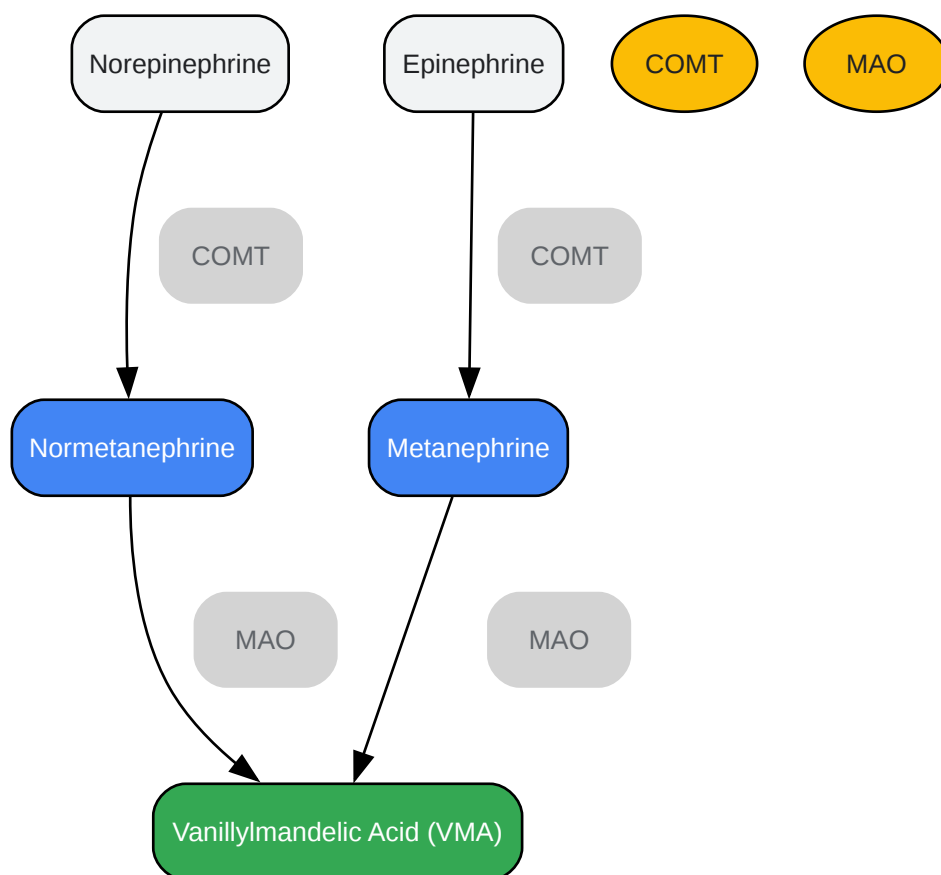 Norepinephrine
Epinephrine
COMT
MAO
COMT
COMT
Normetanephrine
Metanephrine
MAO
MAO
Vanillylmandelic Acid (VMA)